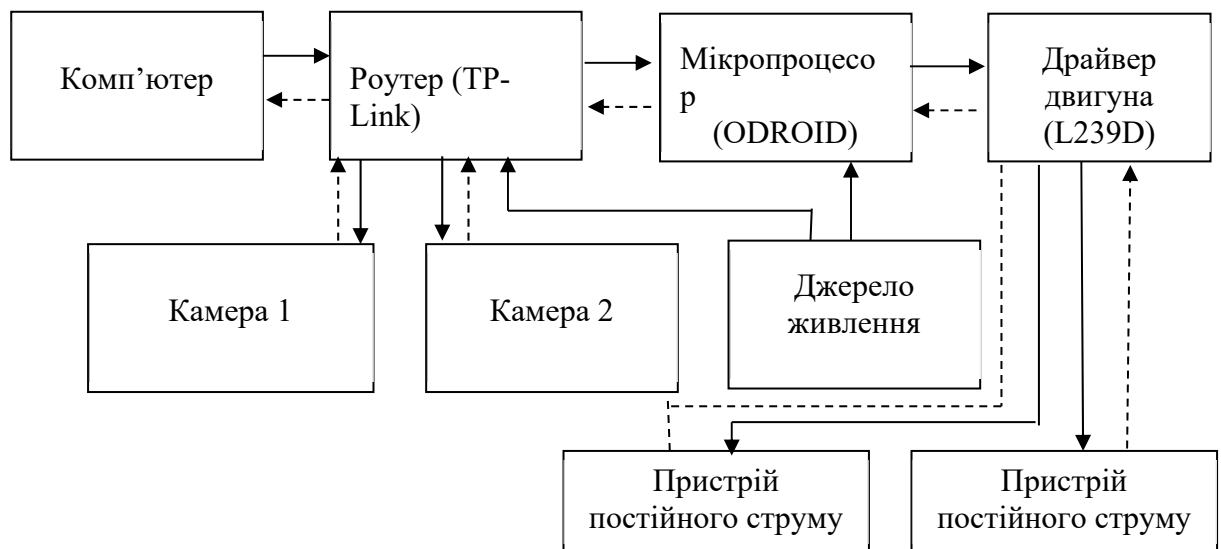 Комп’ютер
Роутер (TP-
Link)
Мікропроцесо
р
(ODROID)
Драйвер
двигуна
(L239D)
Камера 1
Камера 2
Джерело
живлення
Пристрій
постійного струму
Пристрій
постійного струму